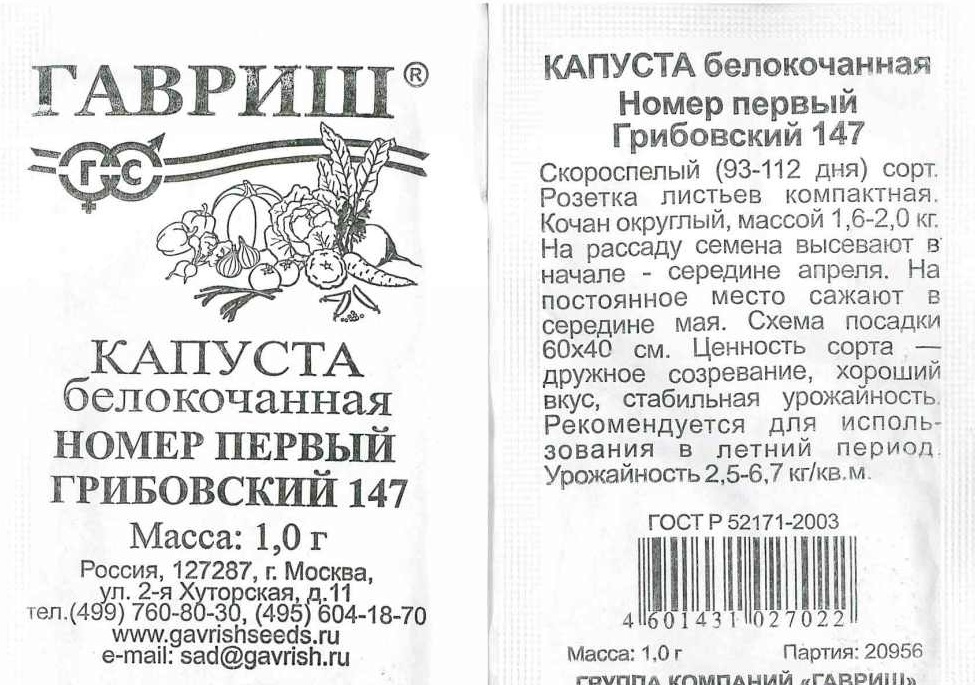 ГАВРИШ®
ГС
КАПУСТА
белокочанная
НОМЕР ПЕРВЫЙ
ГРИБОВСКИЙ 147
Масса: 1,0 г
Россия, 127287, г. Москва,
ул. 2-я Хуторская, д.11
тел.(499) 760-80-30, (495) 604-18-70
www.gavrishseeds.ru
e-mail: sad@gavrish.ru
КАПУСТА белокочанная
Номер первый
Грибовский 147
Скороспелый (93-112 дня) сорт.
Розетка листьев компактная.
Кочан округлый, массой 1,6-2,0 кг.
На рассаду семена высевают в
начале - середине апреля. На
постоянное место сажают в
середине мая. Схема посадки
60х40 см. Ценность сорта —
дружное созревание, хороший
вкус, стабильная урожайность.
Рекомендуется для исполь-
зования в летний период.
Урожайность 2,5-6,7 кг/кв.м.
ГОСТ Р 52171-2003
4 601431 027022
Масса: 1,0 г Партия: 20956
ГРУППА КОМПАНИЙ «ГАВРИШ»